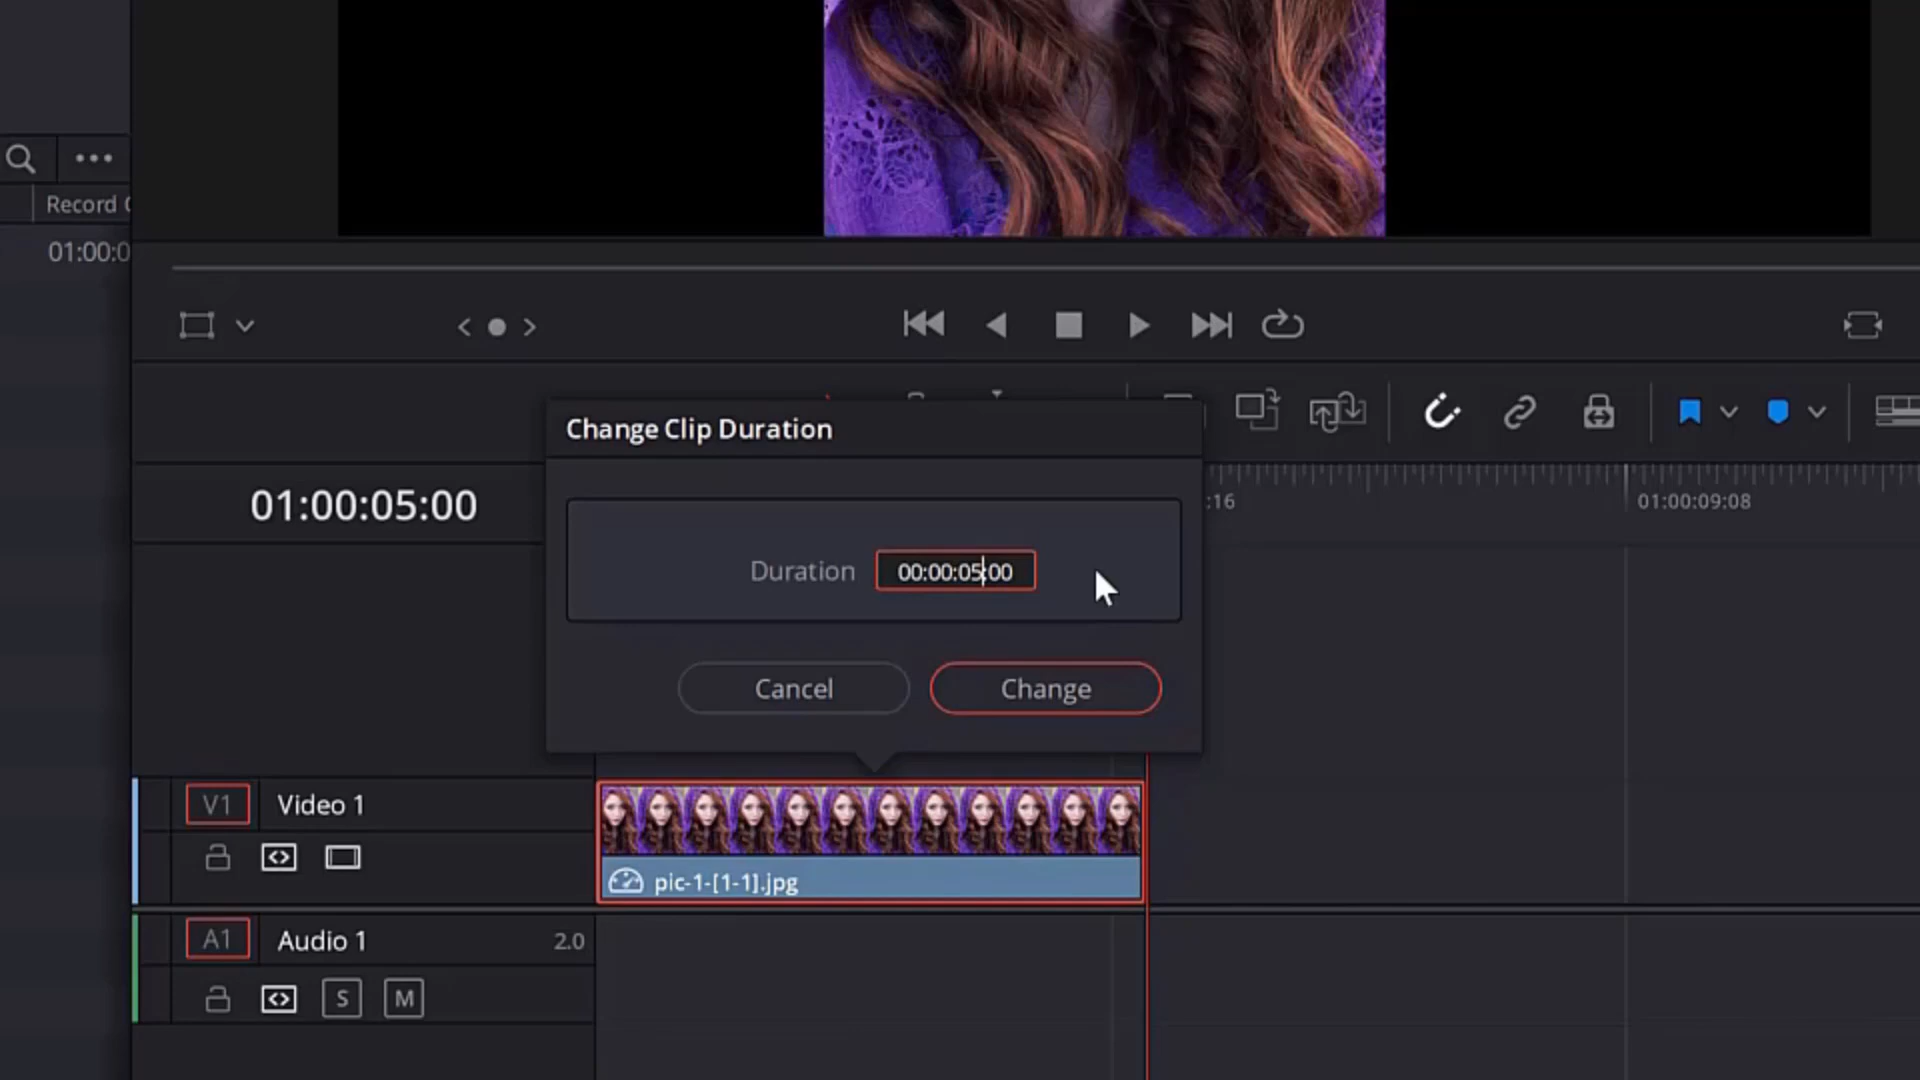 Record
01:00:0
Change Clip Duration
01:00:05:00
:16
01:00:09:08
Duration 00:00:05:00
Cancel
Change
V1 Video 1
pic-1-[1-1].jpg
A1 Audio 1 2.0
S M